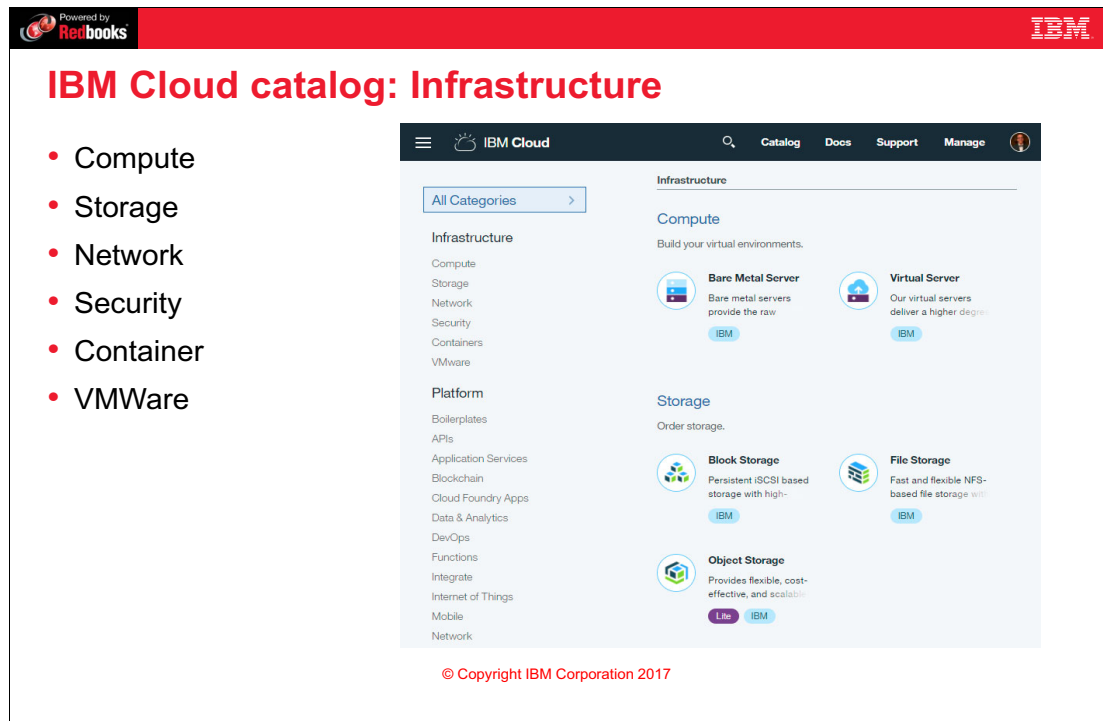 Powered by
Redbooks
IBM
IBM Cloud catalog: Infrastructure
• Compute
• Storage
• Network
• Security
• Container
• VMWare
IBM Cloud
Catalog Docs Support Manage
All Categories >
Infrastructure
Compute
Storage
Network
Security
Containers
VMware
Platform
Boilerplates
APIs
Application Services
Blockchain
Cloud Foundry Apps
Data & Analytics
DevOps
Functions
Integrate
Internet of Things
Mobile
Network
Infrastructure
Compute
Build your virtual environments.
Bare Metal Server
Bare metal servers
provide the raw
IBM
Virtual Server
Our virtual servers
deliver a higher degree
IBM
Storage
Order storage.
Block Storage
Persistent iSCSI based
storage with high-
IBM
File Storage
Fast and flexible NFS-
based file storage with
IBM
Object Storage
Provides flexible, cost-
effective, and scalable
Lite IBM
© Copyright IBM Corporation 2017